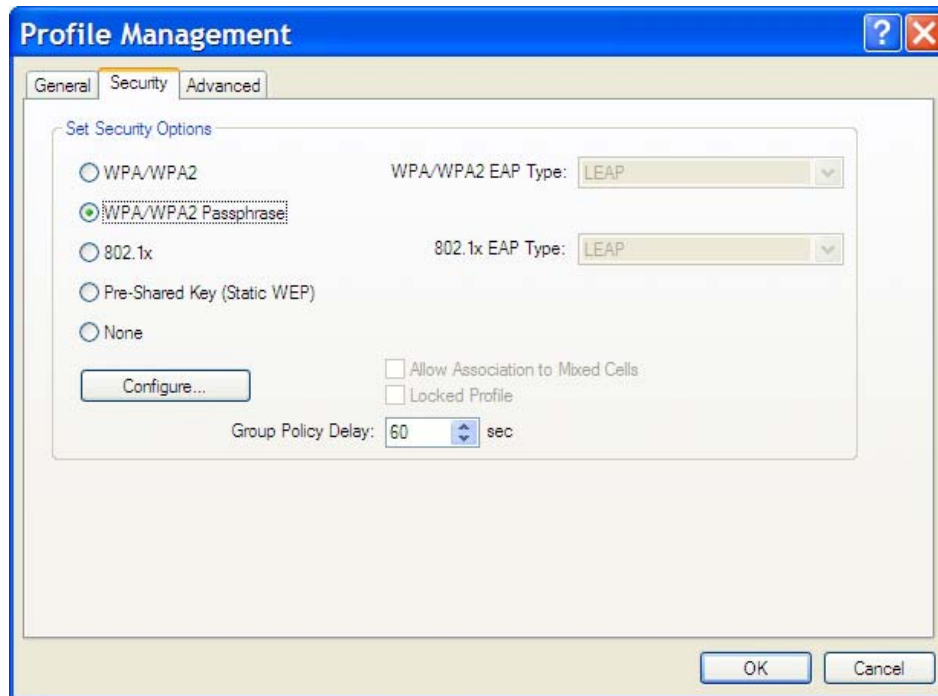 Profile Management
General Security Advanced
Set Security Options
WPA/WPA2 WPA/WPA2 EAP Type: LEAP
WPA/WPA2 Passphrase
802.1x 802.1x EAP Type: LEAP
Pre-Shared Key (Static WEP)
None
Configure... Allow Association to Mixed Cells
Locked Profile
Group Policy Delay: 60 sec
OK Cancel